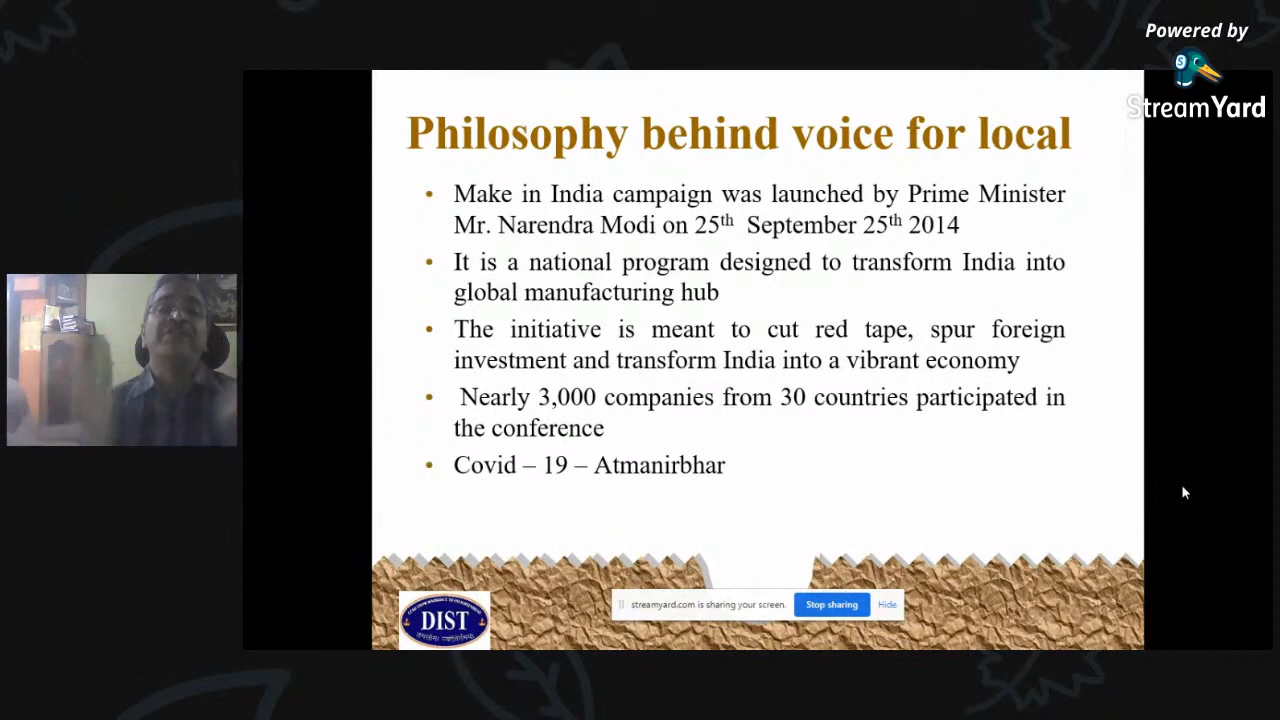 Powered by
StreamYard
Philosophy behind voice for local
• Make in India campaign was launched by Prime Minister
Mr. Narendra Modi on 25th September 25th 2014
• It is a national program designed to transform India into
global manufacturing hub
• The initiative is meant to cut red tape, spur foreign
investment and transform India into a vibrant economy
• Nearly 3,000 companies from 30 countries participated in
the conference
• Covid – 19 – Atmanirbhar
streamyard.com is sharing your screen.
Stop sharing
Hide
DIST